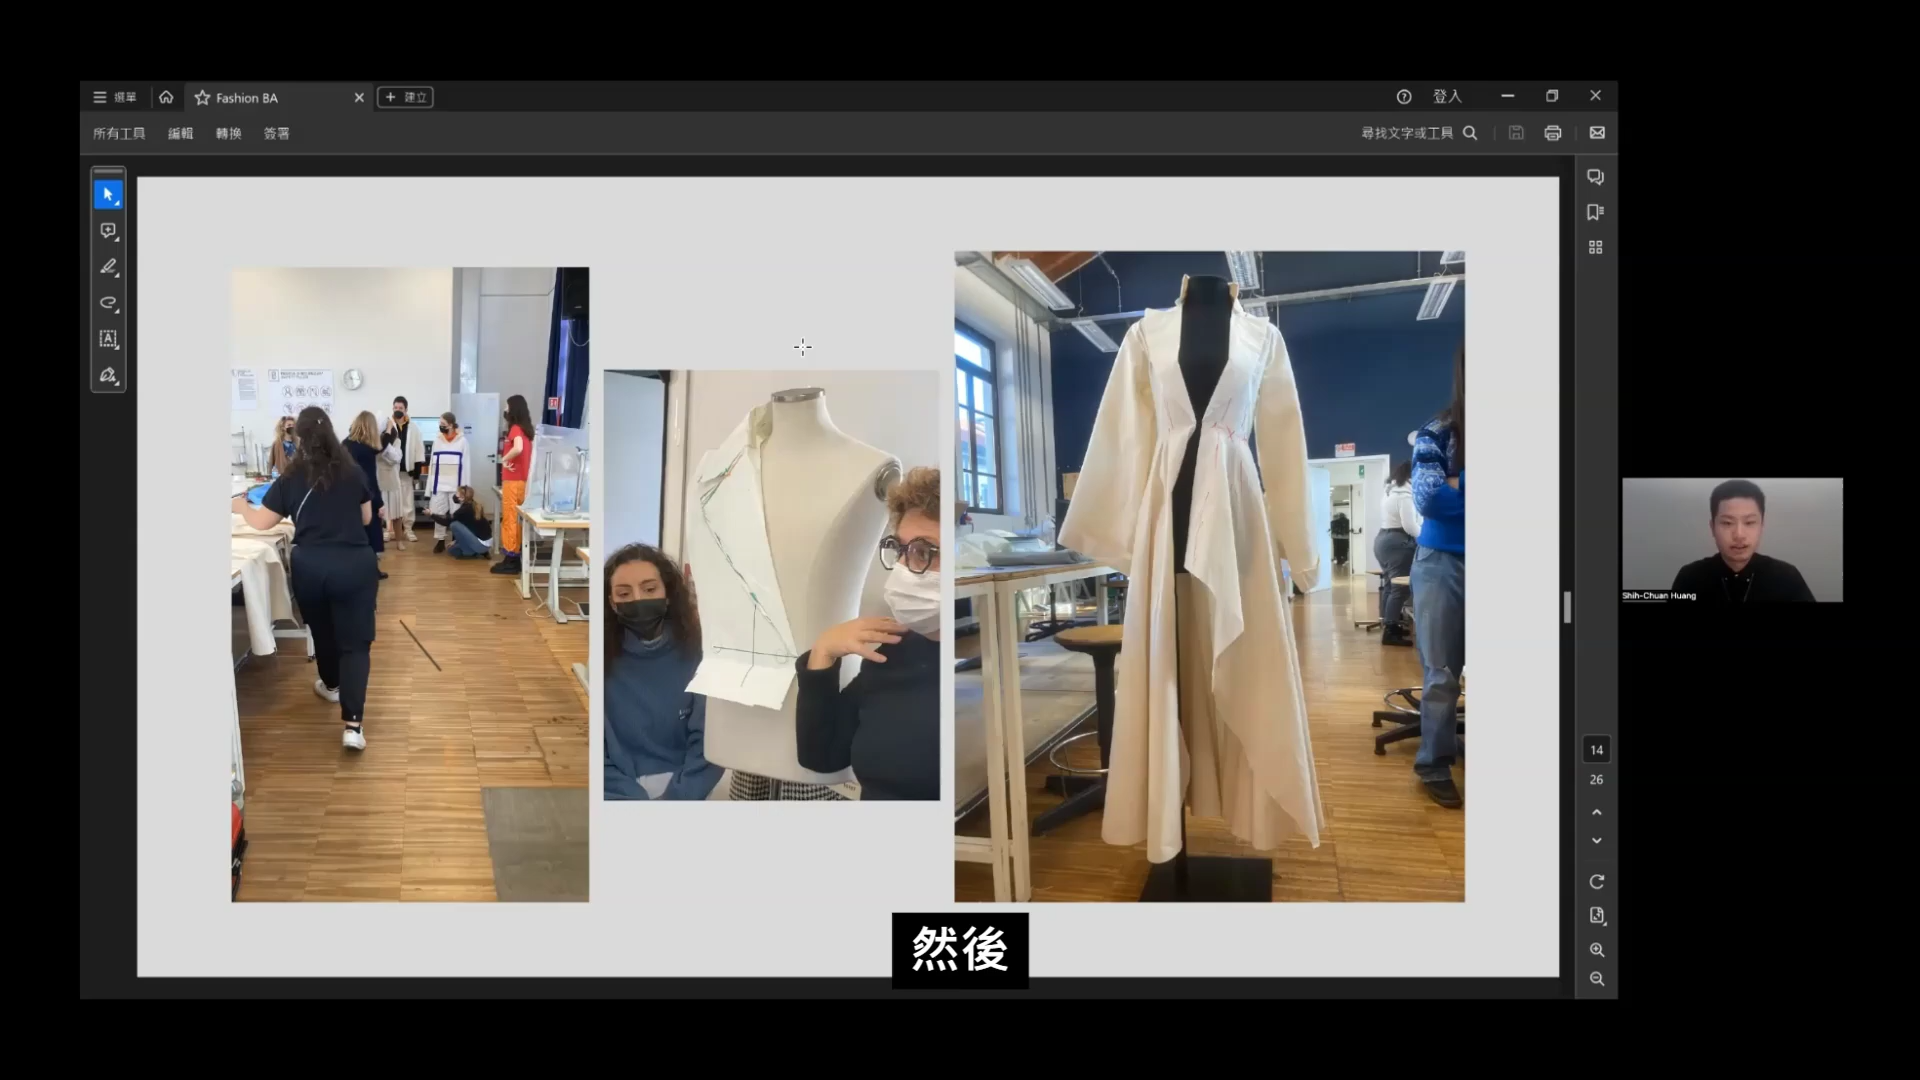 選單
Fashion BA
建立
登入
所有工具
編輯
轉換
簽署
尋找文字或工具
14
26
Shih-Chuan Huang
然後